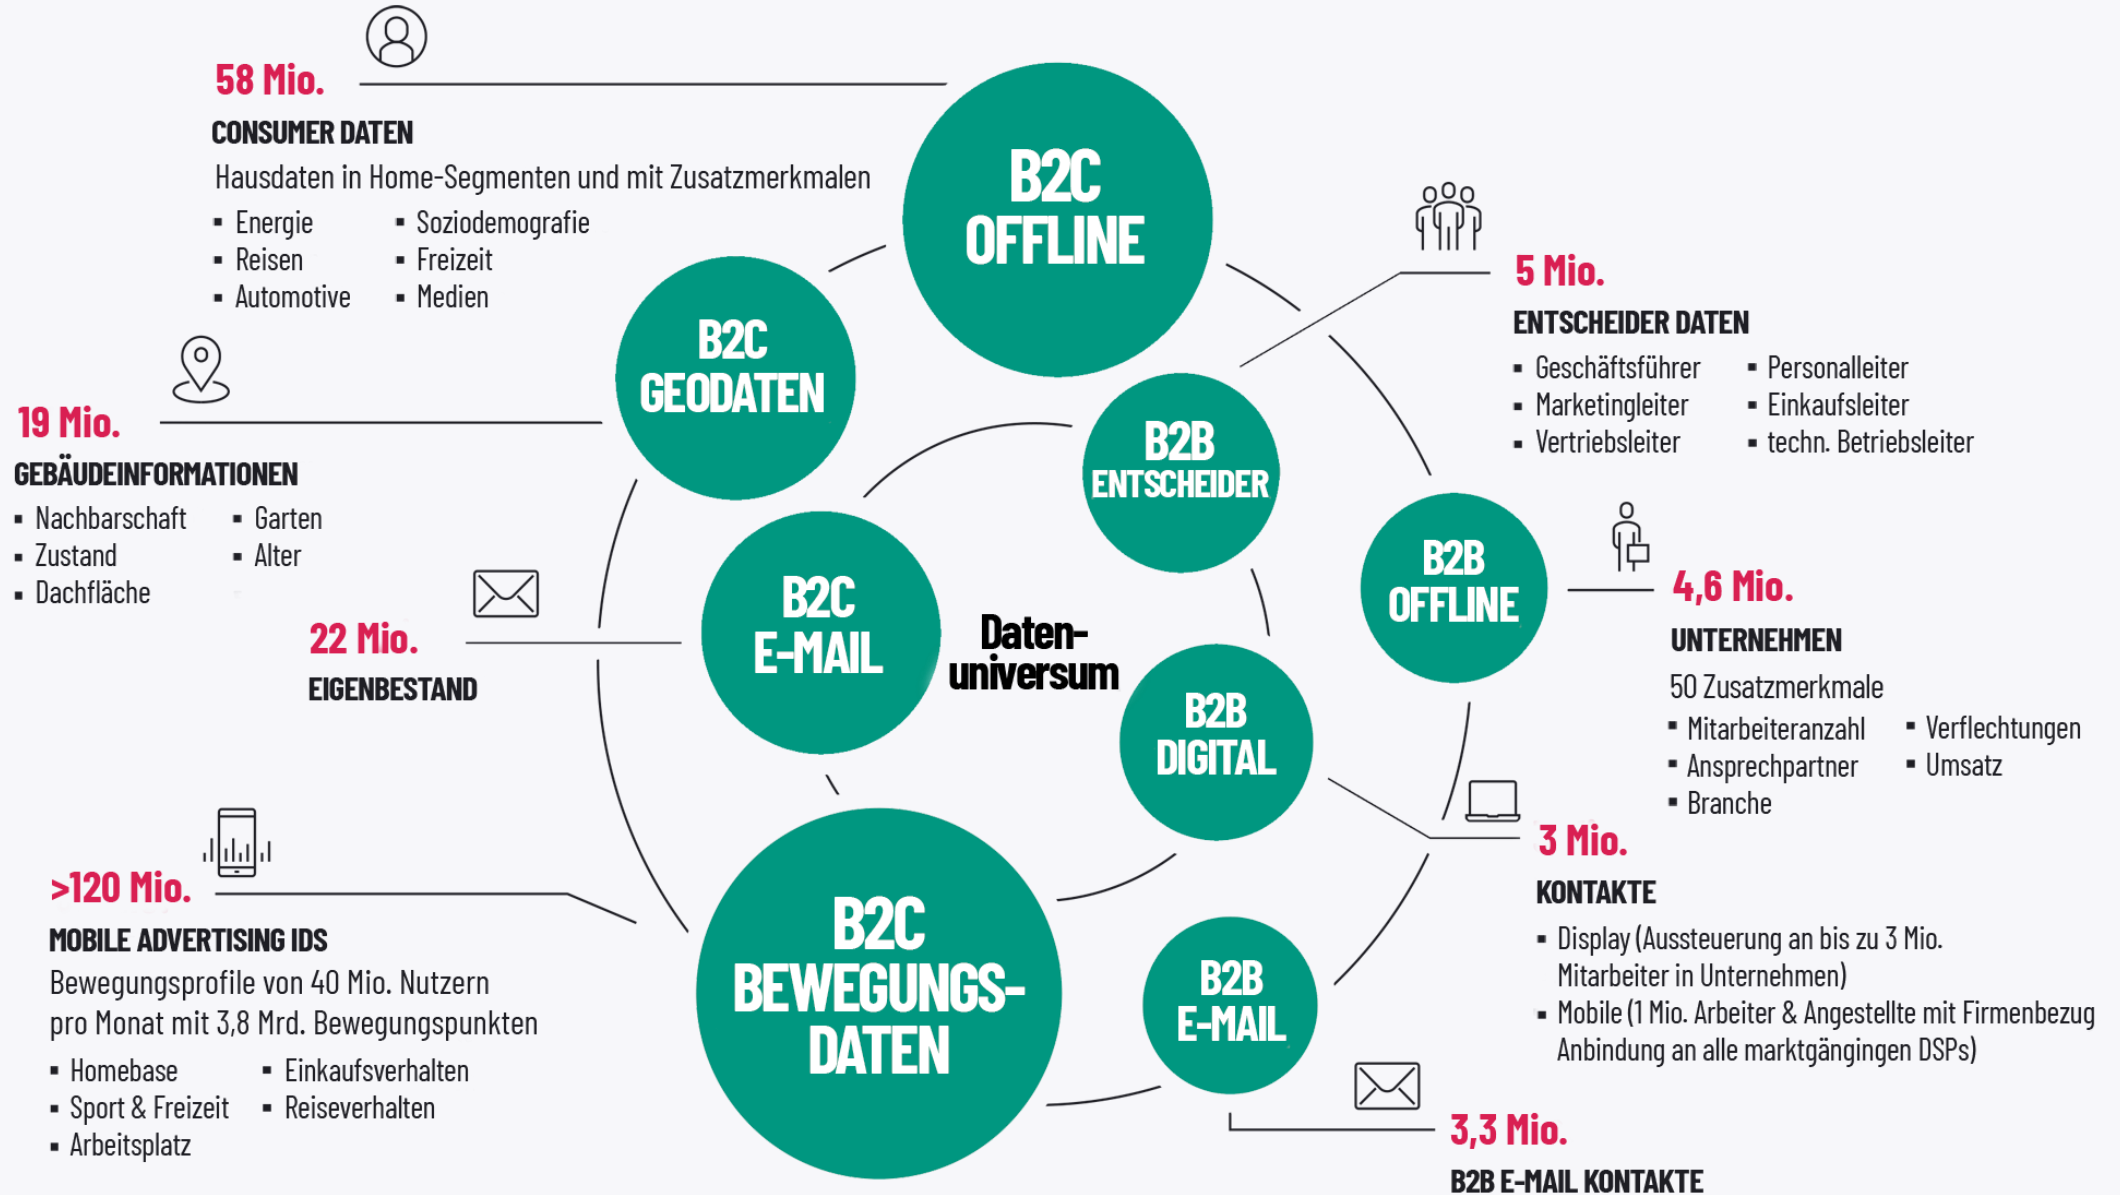 58 Mio.
CONSUMER DATEN
Hausdaten in Home-Segmenten und mit Zusatzmerkmalen
▪ Energie
▪ Reisen
▪ Automotive
▪ Soziodemografie
▪ Freizeit
▪ Medien
19 Mio.
GEBÄUDEINFORMATIONEN
▪ Nachbarschaft
▪ Zustand
▪ Dachfläche
▪ Garten
▪ Alter
22 Mio.
EIGENBESTAND
>120 Mio.
MOBILE ADVERTISING IDS
Bewegungsprofile von 40 Mio. Nutzern
pro Monat mit 3,8 Mrd. Bewegungspunkten
▪ Homebase
▪ Sport & Freizeit
▪ Arbeitsplatz
▪ Einkaufsverhalten
▪ Reiseverhalten
B2C
OFFLINE
B2C
GEODATEN
B2B
ENTSCHEIDER
B2C
E-MAIL
Daten-
universum
B2B
OFFLINE
B2B
DIGITAL
B2C
BEWEGUNGS-
DATEN
B2B
E-MAIL
5 Mio.
ENTSCHEIDER DATEN
▪ Geschäftsführer
▪ Marketingleiter
▪ Vertriebsleiter
▪ Personalleiter
▪ Einkaufsleiter
▪ techn. Betriebsleiter
4,6 Mio.
UNTERNEHMEN
50 Zusatzmerkmale
▪ Mitarbeiteranzahl
▪ Ansprechpartner
▪ Branche
▪ Verflechtungen
▪ Umsatz
3 Mio.
KONTAKTE
▪ Display (Aussteuerung an bis zu 3 Mio.
Mitarbeiter in Unternehmen)
▪ Mobile (1 Mio. Arbeiter & Angestellte mit Firmenbezug
Anbindung an alle marktgängingen DSPs)
3,3 Mio.
B2B E-MAIL KONTAKTE